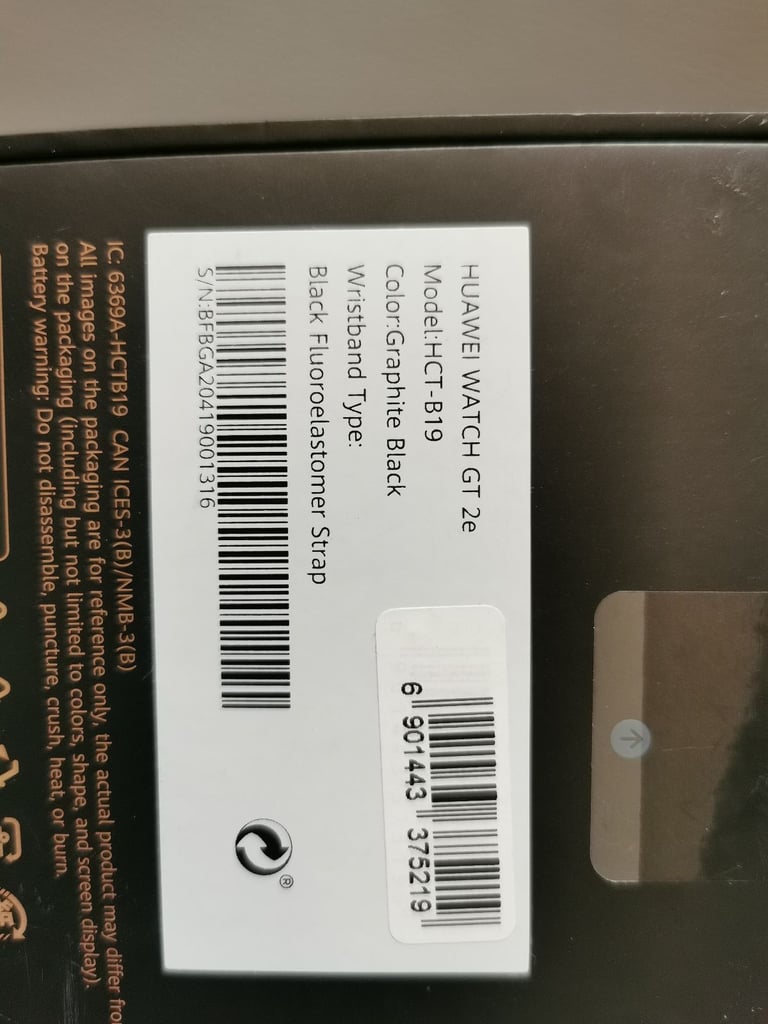 HUAWEI WATCH GT 2e
Model:HCT-B19
Color:Graphite Black
Wristband Type:
Black Fluoroelastomer Strap
S/N:BFBGA20419001316
6 901443 375219
®
IC: 6369A-HCTB19 CAN ICES-3(B)/NMB-3(B)
All images on the packaging are for reference only, the actual product may differ
on the packaging (including but not limited to colors, shape, and screen display).
Battery warning: Do not disassemble, puncture, crush, heat, or burn.